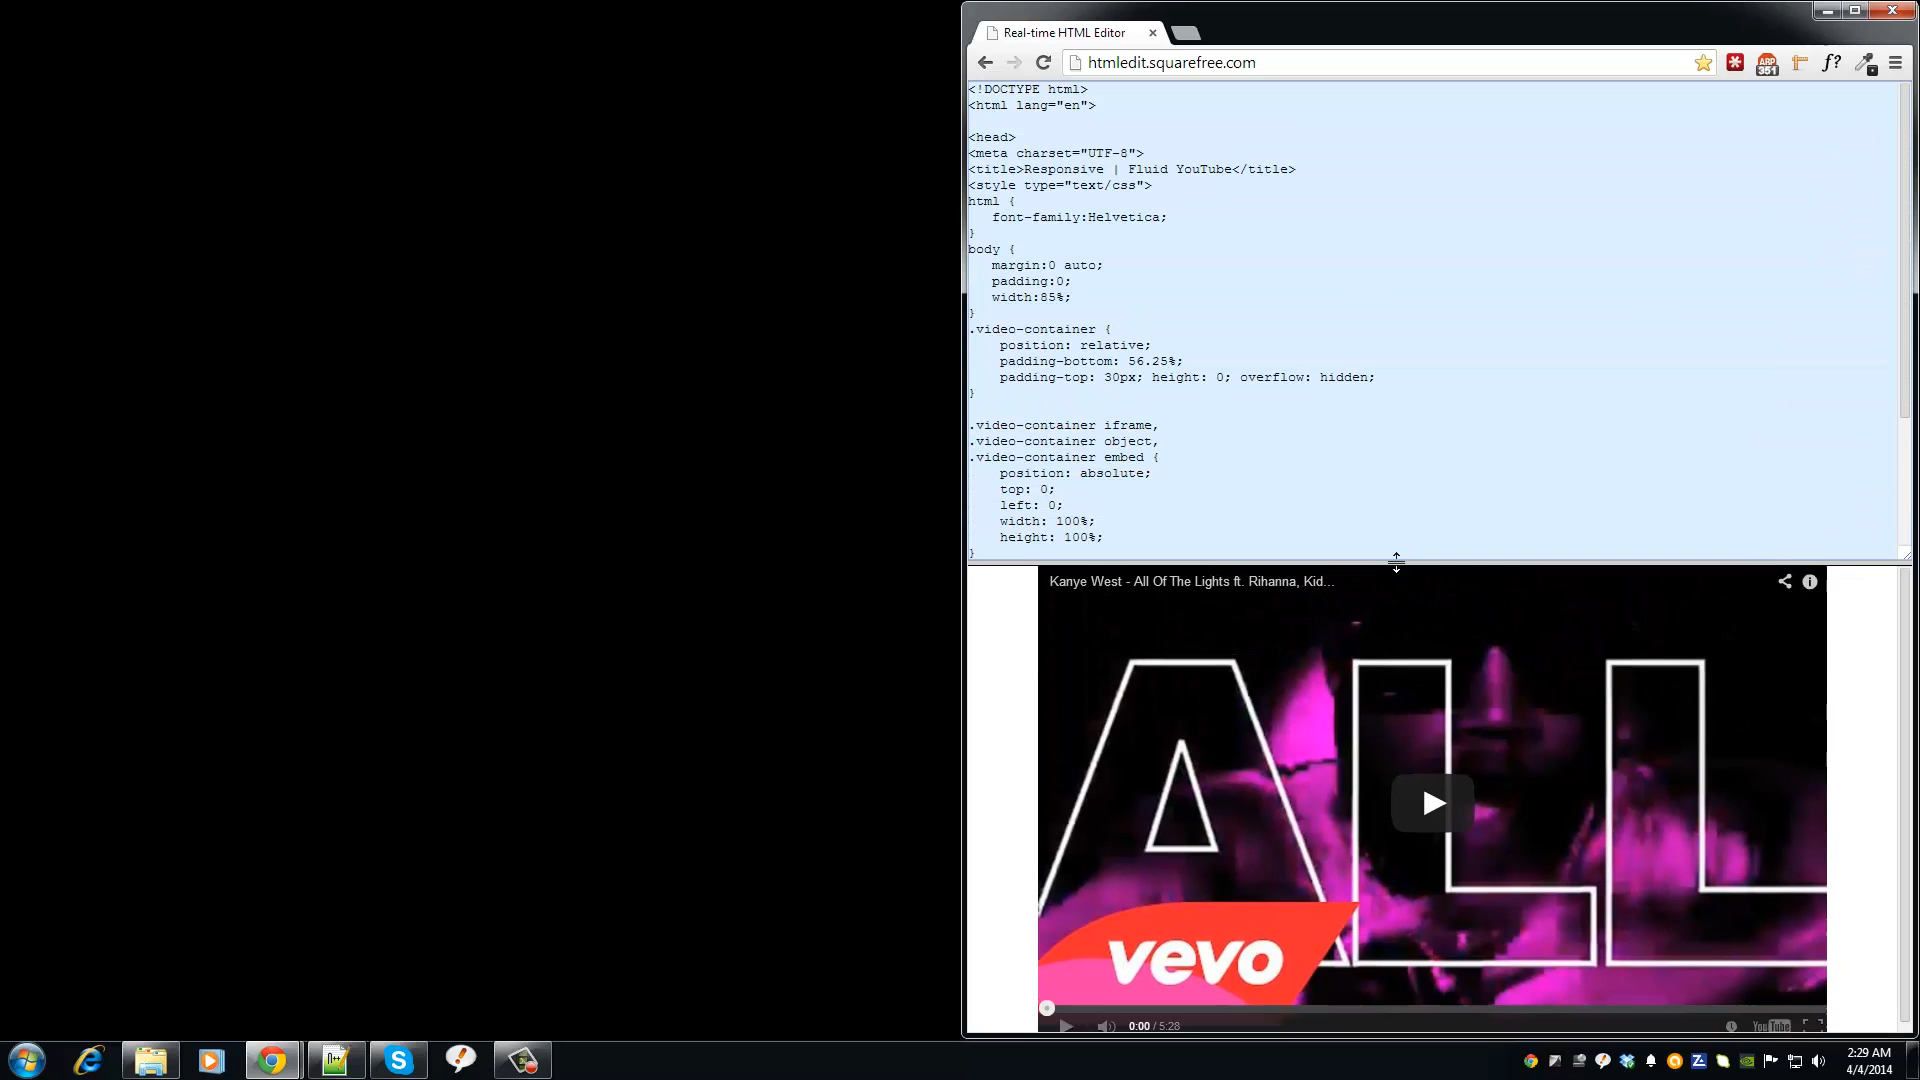 Real-time HTML Editor
htmledit.squarefree.com
ABP
351
f?
<!DOCTYPE html>
<html lang="en">
<head>
<meta charset="UTF-8">
<title>Responsive | Fluid YouTube</title>
<style type="text/css">
html {
font-family:Helvetica;
}
body {
margin:0 auto;
padding:0;
width:85%;
}
.video-container {
position: relative;
padding-bottom: 56.25%;
padding-top: 30px; height: 0; overflow: hidden;
}
.video-container iframe,
.video-container object,
.video-container embed {
position: absolute;
top: 0;
left: 0;
width: 100%;
height: 100%;
}
Kanye West - All Of The Lights ft. Rihanna, Kid...
ALL
vevo
0:00 / 5:28
YouTube
2:29 AM
4/4/2014